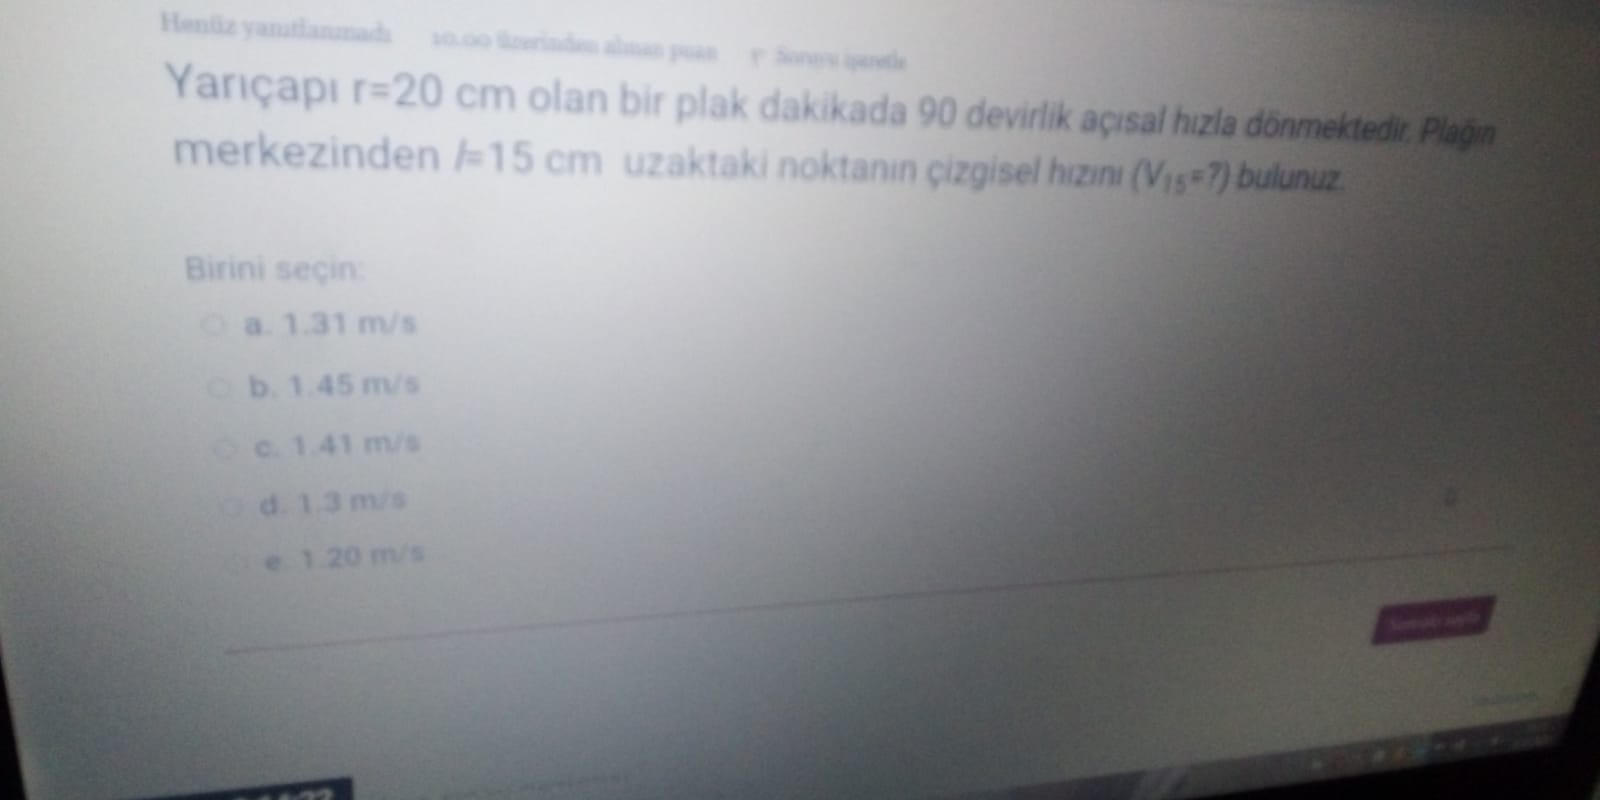 Henüz yanıtlanmadı 10.00 üzerinden alınan puan Soruyu işaretle
Yarıçapı r=20 cm olan bir plak dakikada 90 devirlik açısal hızla dönmektedir. Plağın
merkezinden l=15 cm uzaktaki noktanın çizgisel hızını (V15=?) bulunuz.
Birini seçin:
a. 1.31 m/s
b. 1.45 m/s
c. 1.41 m/s
d. 1.3 m/s
e. 1.20 m/s
Sonraki sayfa